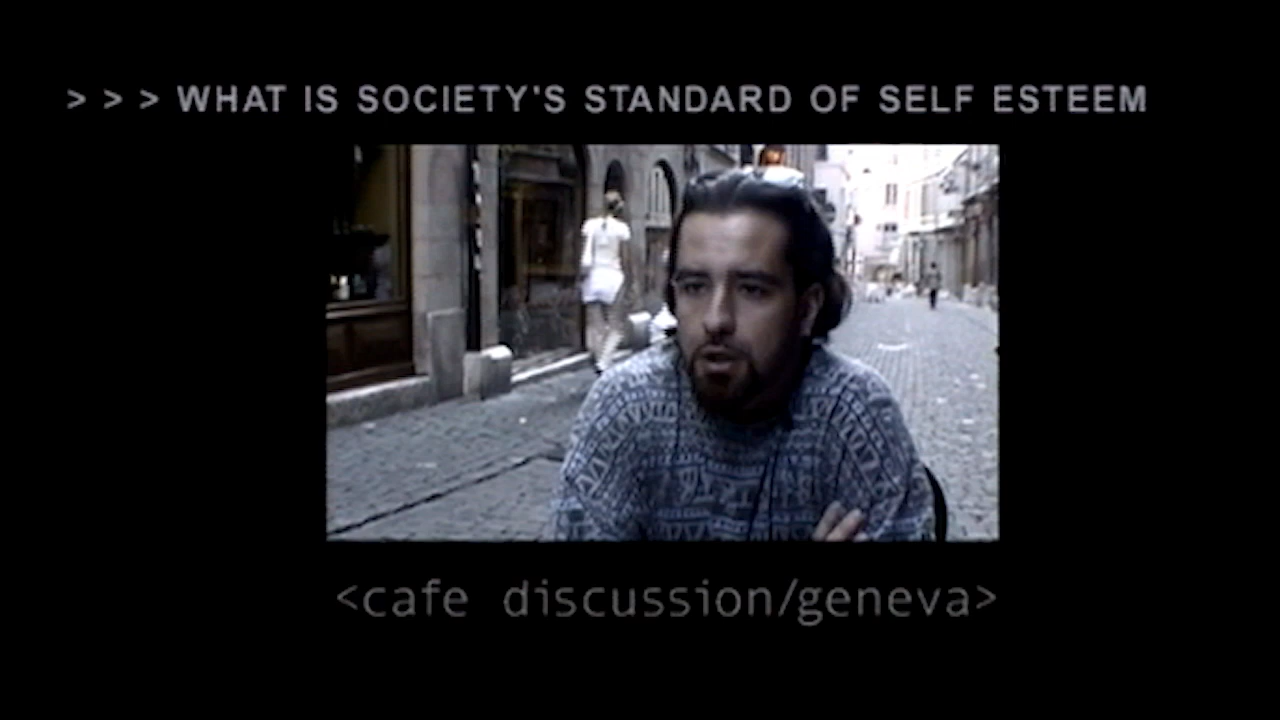 > > > WHAT IS SOCIETY'S STANDARD OF SELF ESTEEM
<cafe discussion/geneva>